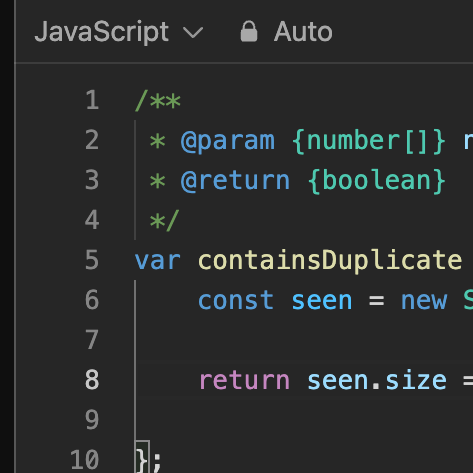 JavaScript Auto
1 /**
2 * @param {number[]} n
3 * @return {boolean}
4 */
5 var containsDuplicate
6 const seen = new S
7
8 return seen.size =
9
10 };